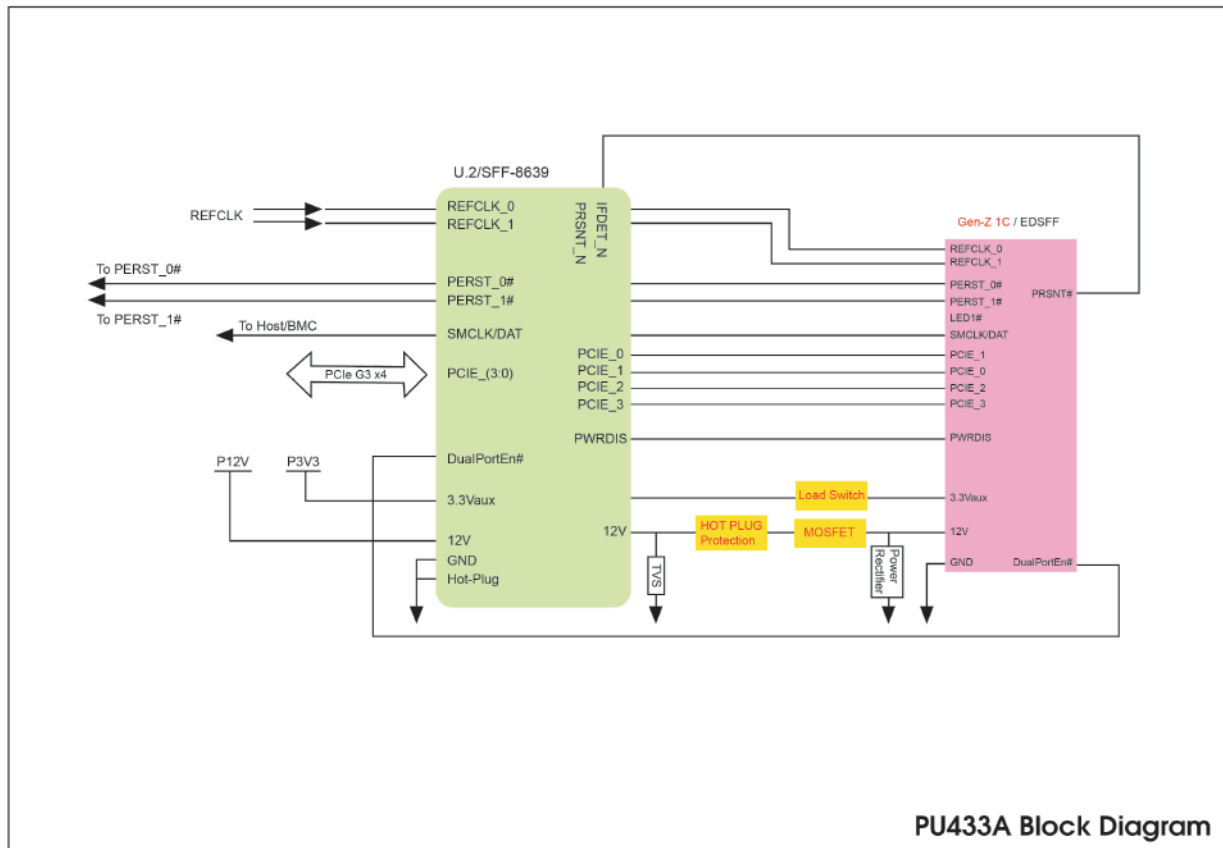 U.2/SFF-8639
REFCLK
REFCLK_0
REFCLK_1
IFDET_N
PRSNT_N
To PERST_0#
PERST_0#
PERST_1#
To PERST_1#
To Host/BMC
SMCLK/DAT
PCIe G3 x4
PCIE_(3:0)
PCIE_0
PCIE_1
PCIE_2
PCIE_3
PWRDIS
P12V
P3V3
DualPortEn#
3.3Vaux
12V
12V
GND
Hot-Plug
TVS
HOT PLUG
Protection
Load Switch
MOSFET
Power
Rectifier
Gen-Z 1C / EDSFF
REFCLK_0
REFCLK_1
PERST_0#
PRSNT#
PERST_1#
LED1#
SMCLK/DAT
PCIE_1
PCIE_0
PCIE_2
PCIE_3
PWRDIS
3.3Vaux
12V
GND
DualPortEn#
PU433A Block Diagram